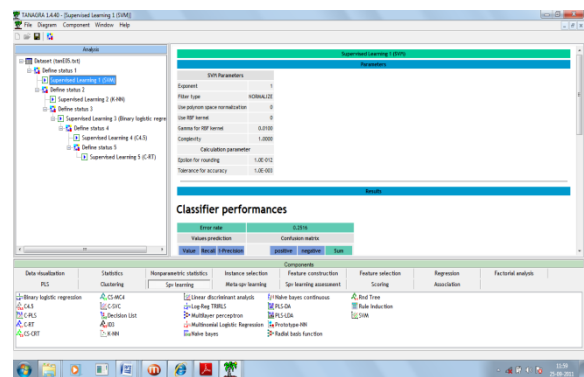 TANAGRA 1.4.40 - [Supervised Learning 1 (SVM)]
File Diagram Component Window Help
Analysis
Dataset (tanE05.txt)
Define status 1
Supervised Learning 1 (SVM)
Define status 2
Supervised Learning 2 (K-NN)
Define status 3
Supervised Learning 3 (Binary logistic regre
Define status 4
Supervised Learning 4 (C4.5)
Define status 5
Supervised Learning 5 (C-RT)
Supervised Learning 1 (SVM)
Parameters
SVM Parameters
Exponent 1
Filter type NORMALIZE
Use polynom space normalization 0
Use RBF kernel 0
Gamma for RBF kernel 0.0100
Complexity 1.0000
Calculation parameter
Epsilon for rounding 1.0E-012
Tolerance for accuracy 1.0E-003
Results
Classifier performances
Error rate 0.2016
Values prediction Confusion matrix
Value Recall 1-Precision positive negative Sum
Components
Data visualization Statistics Nonparametric statistics Instance selection Feature construction Feature selection Regression Factorial analysis
PLS Clustering Spv learning Meta-spv learning Spv learning assessment Scoring Association
Binary logistic regression CS-MC4 Linear discriminant analysis Naive bayes continuous Rnd Tree
C4.5 C-SVC Log-Reg TRIRLS PLS-DA Rule Induction
C-PLS Decision List Multilayer perceptron PLS-LDA SVM
C-RT ID3 Multinomial Logistic Regression Prototype-NN
CS-CRT K-NN Naive bayes Radial basis function
11:59